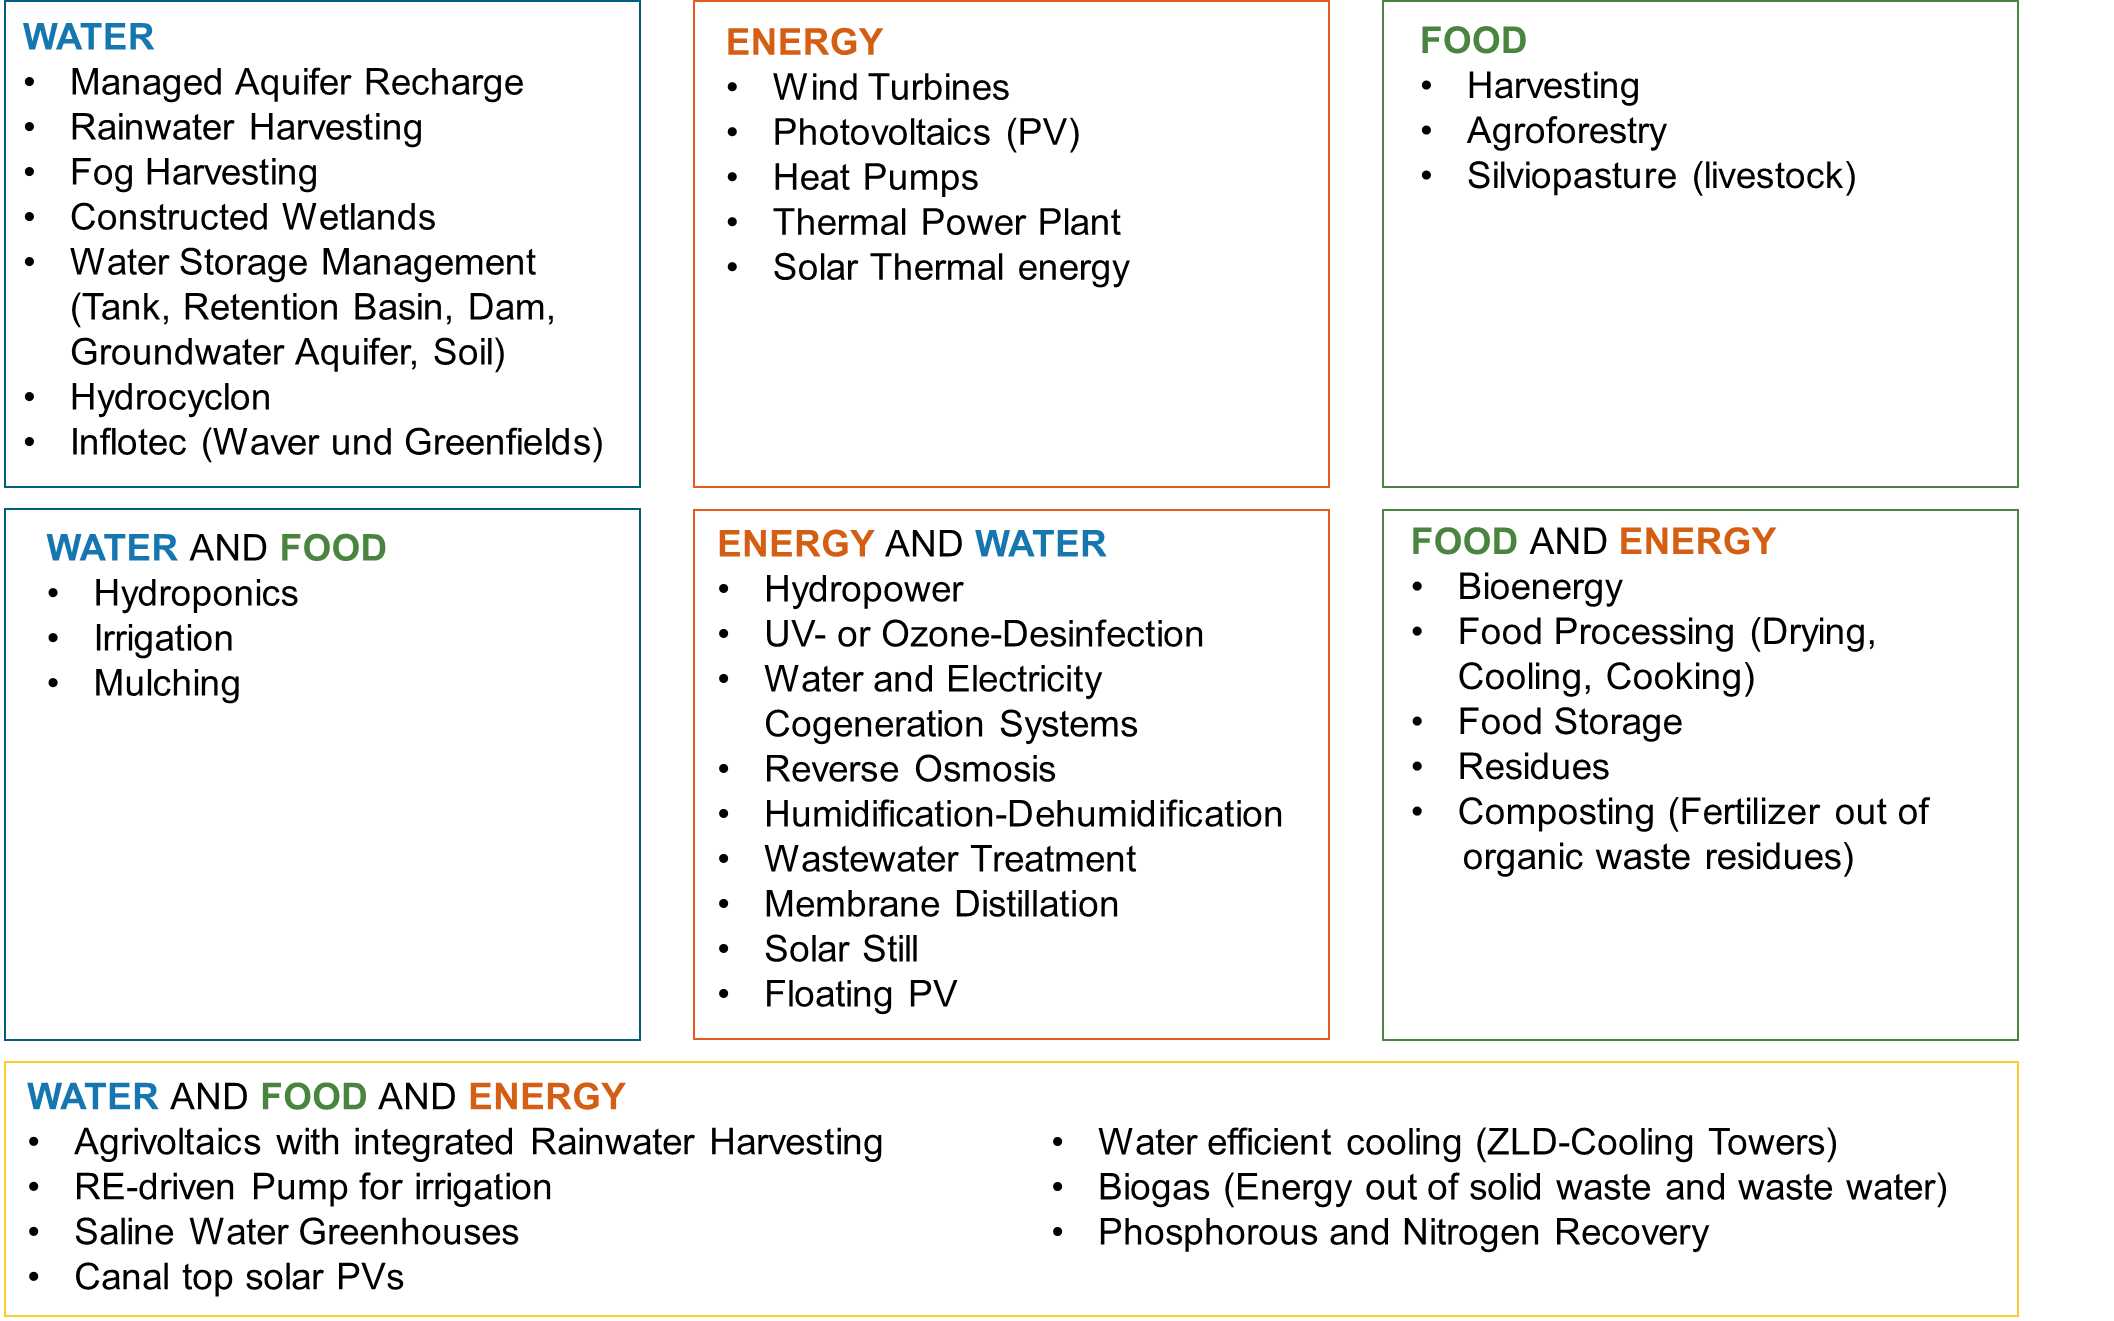 WATER
• Managed Aquifer Recharge
• Rainwater Harvesting
• Fog Harvesting
• Constructed Wetlands
• Water Storage Management
(Tank, Retention Basin, Dam,
Groundwater Aquifer, Soil)
• Hydrocyclon
• Inflotec (Waver und Greenfields)
ENERGY
• Wind Turbines
• Photovoltaics (PV)
• Heat Pumps
• Thermal Power Plant
• Solar Thermal energy
FOOD
• Harvesting
• Agroforestry
• Silviopasture (livestock)
WATER AND FOOD
• Hydroponics
• Irrigation
• Mulching
ENERGY AND WATER
• Hydropower
• UV- or Ozone-Desinfection
• Water and Electricity
Cogeneration Systems
• Reverse Osmosis
• Humidification-Dehumidification
• Wastewater Treatment
• Membrane Distillation
• Solar Still
• Floating PV
FOOD AND ENERGY
• Bioenergy
• Food Processing (Drying,
Cooling, Cooking)
• Food Storage
• Residues
• Composting (Fertilizer out of
organic waste residues)
WATER AND FOOD AND ENERGY
• Agrivoltaics with integrated Rainwater Harvesting
• RE-driven Pump for irrigation
• Saline Water Greenhouses
• Canal top solar PVs
• Water efficient cooling (ZLD-Cooling Towers)
• Biogas (Energy out of solid waste and waste water)
• Phosphorous and Nitrogen Recovery